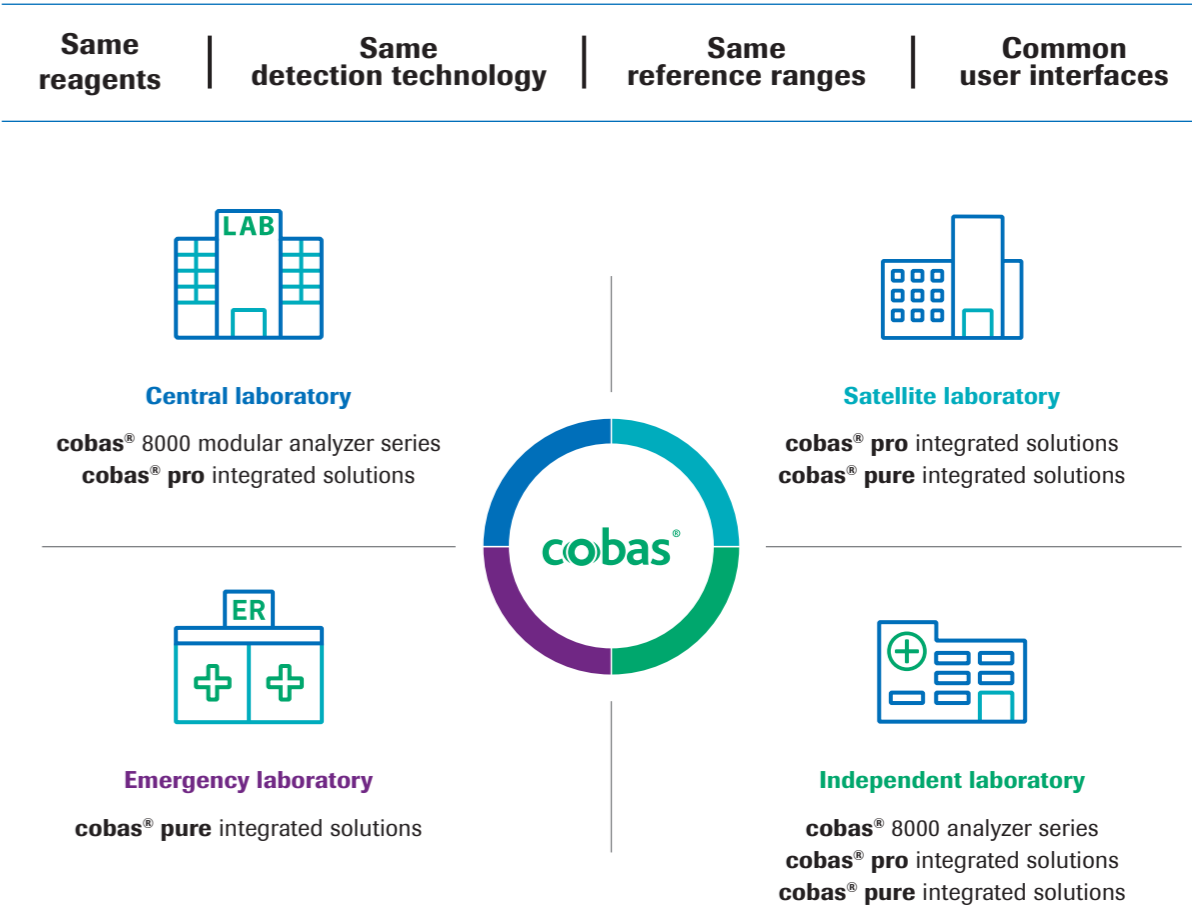 Same
reagents
Same
detection technology
Same
reference ranges
Common
user interfaces
LAB
Central laboratory
cobas® 8000 modular analyzer series
cobas® pro integrated solutions
Satellite laboratory
cobas® pro integrated solutions
cobas® pure integrated solutions
cobas®
ER
Emergency laboratory
cobas® pure integrated solutions
Independent laboratory
cobas® 8000 analyzer series
cobas® pro integrated solutions
cobas® pure integrated solutions